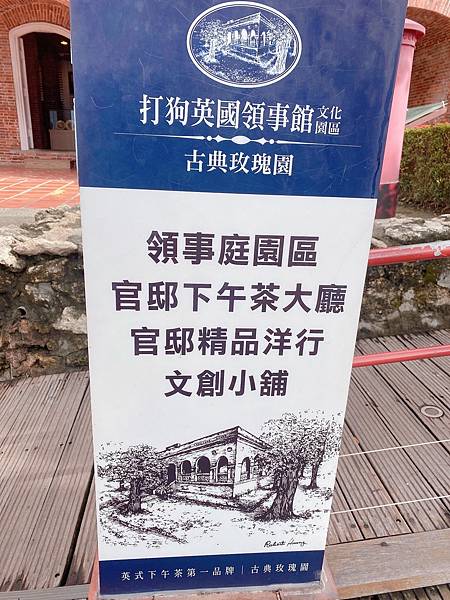 打狗英國領事館文化園區
古典玫瑰園
領事庭園區
官邸下午茶大廳
官邸精品洋行
文創小舖
英式下午茶第一品牌｜古典玫瑰園